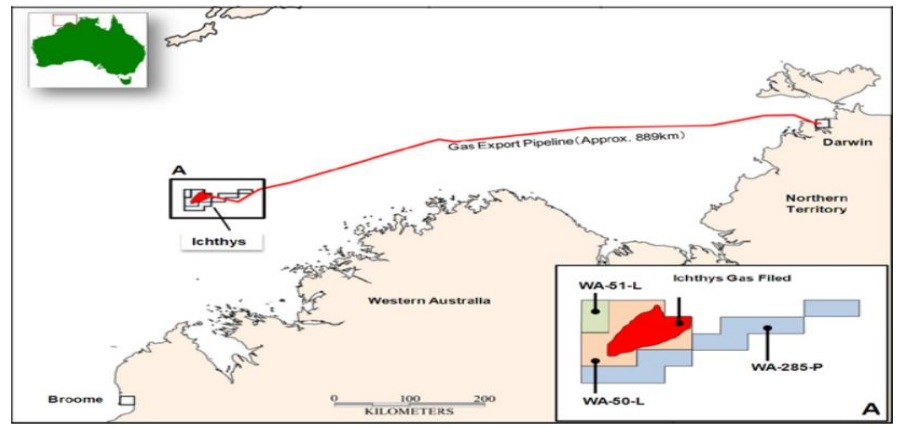 A
Gas Export Pipeline(Approx. 889km)
Darwin
Northern
Territory
Ichthys
Western Australia
Broome
0 100 200
KILOMETERS
Ichthys Gas Filed
WA-51-L
WA-285-P
WA-50-L
A